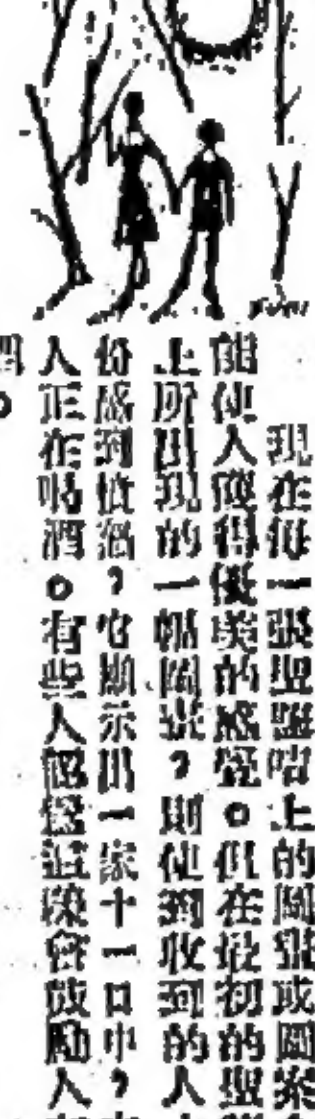 現在每一張聖誕咭上的圖畫或圖案
能使人獲得優美的感覺。但在最初的聖
上所出現的一幅圖畫,則使到收到的人
份感到憤怒,它顯示出一家十一口中,
人正在喝酒。有些人認為這樣會鼓勵人